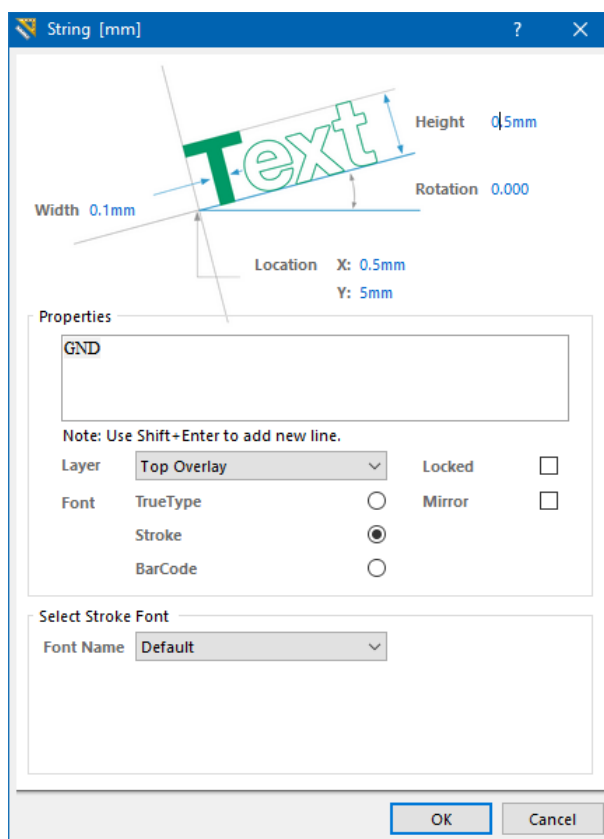 String [mm]
?
Text
Height 0.5mm
Rotation 0.000
Width 0.1mm
Location X: 0.5mm
Y: 5mm
Properties
GND
Note: Use Shift+Enter to add new line.
Layer Top Overlay Locked
Font TrueType Mirror
Stroke
BarCode
Select Stroke Font
Font Name Default
OK Cancel